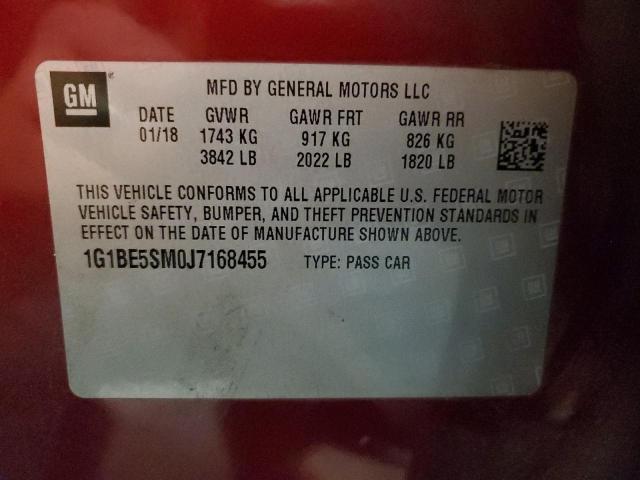 GM MFD BY GENERAL MOTORS LLC
DATE GVWR GAWR FRT GAWR RR
01/18 1743 KG 917 KG 826 KG
3842 LB 2022 LB 1820 LB
THIS VEHICLE CONFORMS TO ALL APPLICABLE U.S. FEDERAL MOTOR
VEHICLE SAFETY, BUMPER, AND THEFT PREVENTION STANDARDS IN
EFFECT ON THE DATE OF MANUFACTURE SHOWN ABOVE.
1G1BE5SM0J7168455 TYPE: PASS CAR